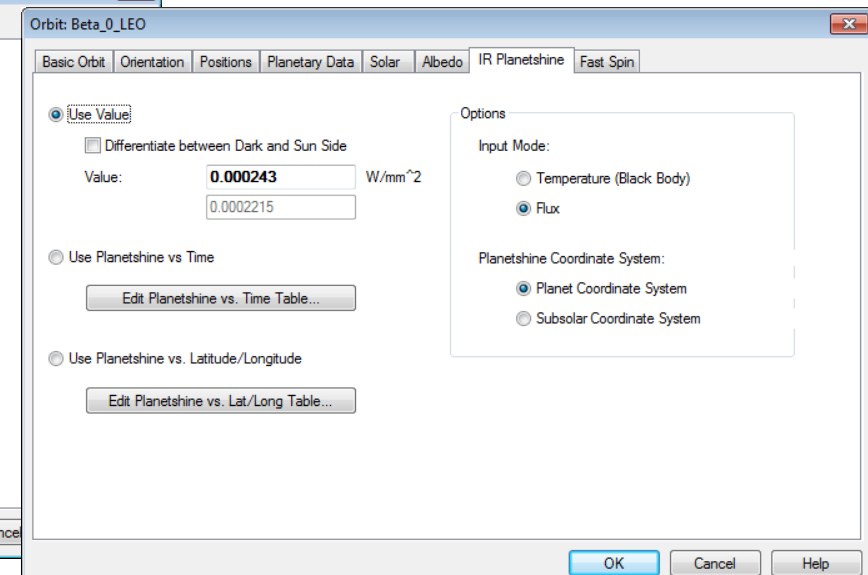 Orbit: Beta_0_LEO
Basic Orbit Orientation Positions Planetary Data Solar Albedo IR Planetshine Fast Spin
Use Value
Differentiate between Dark and Sun Side
Value: 0.000243 W/mm^2
0.0002215
Use Planetshine vs Time
Edit Planetshine vs. Time Table...
Use Planetshine vs. Latitude/Longitude
Edit Planetshine vs. Lat/Long Table...
Options
Input Mode:
Temperature (Black Body)
Flux
Planetshine Coordinate System:
Planet Coordinate System
Subsolar Coordinate System
ncel
OK Cancel Help